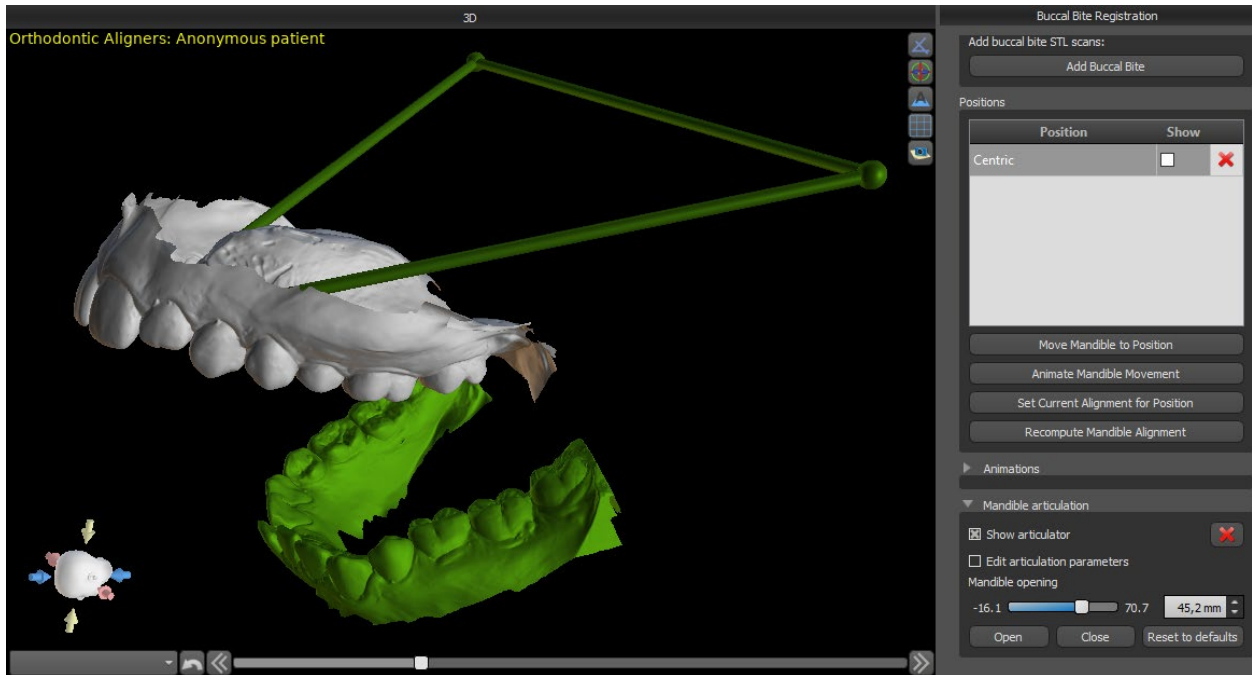 3D
Buccal Bite Registration
Orthodontic Aligners: Anonymous patient
Add buccal bite STL scans:
Add Buccal Bite
Positions
Position Show
Centric
Move Mandible to Position
Animate Mandible Movement
Set Current Alignment for Position
Recompute Mandible Alignment
Animations
Mandible articulation
Show articulator
Edit articulation parameters
Mandible opening
-16.1 70.7 45,2 mm
Open Close Reset to defaults